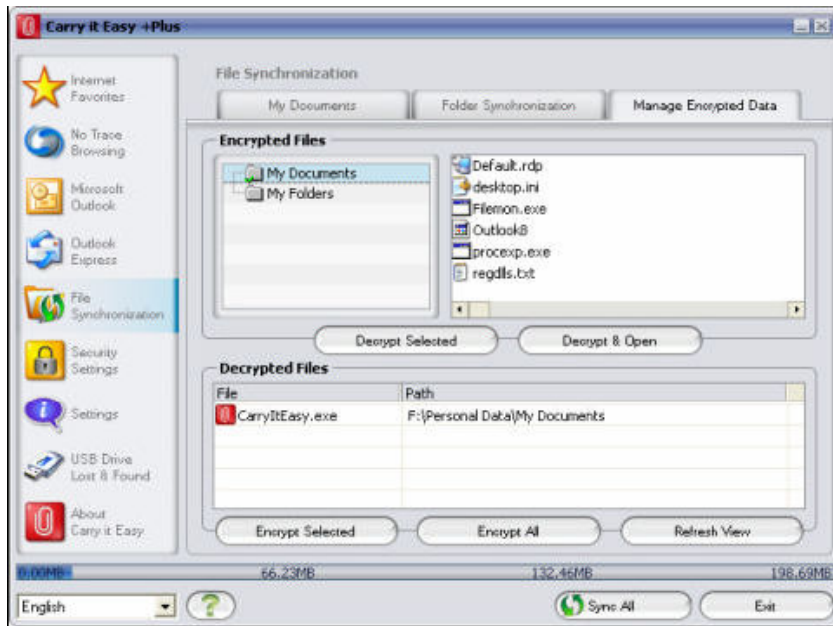 Carry it Easy +Plus
Internet
Favorites
No Trace
Browsing
Microsoft
Outlook
Outlook
Express
File
Synchronization
Security
Settings
Settings
USB Drive
Lost & Found
About
Carry it Easy
File Synchronization
My Documents
Folder Synchronization
Manage Encrypted Data
Encrypted Files
My Documents
My Folders
Default.rdp
desktop.ini
Filemon.exe
Outlook8
procexp.exe
regdlls.txt
Decrypt Selected
Decrypt & Open
Decrypted Files
File Path
CarryItEasy.exe F:\Personal Data\My Documents
Encrypt Selected
Encrypt All
Refresh View
0.00MB 66.23MB 132.46MB 198.69MB
English
?
Sync All
Exit